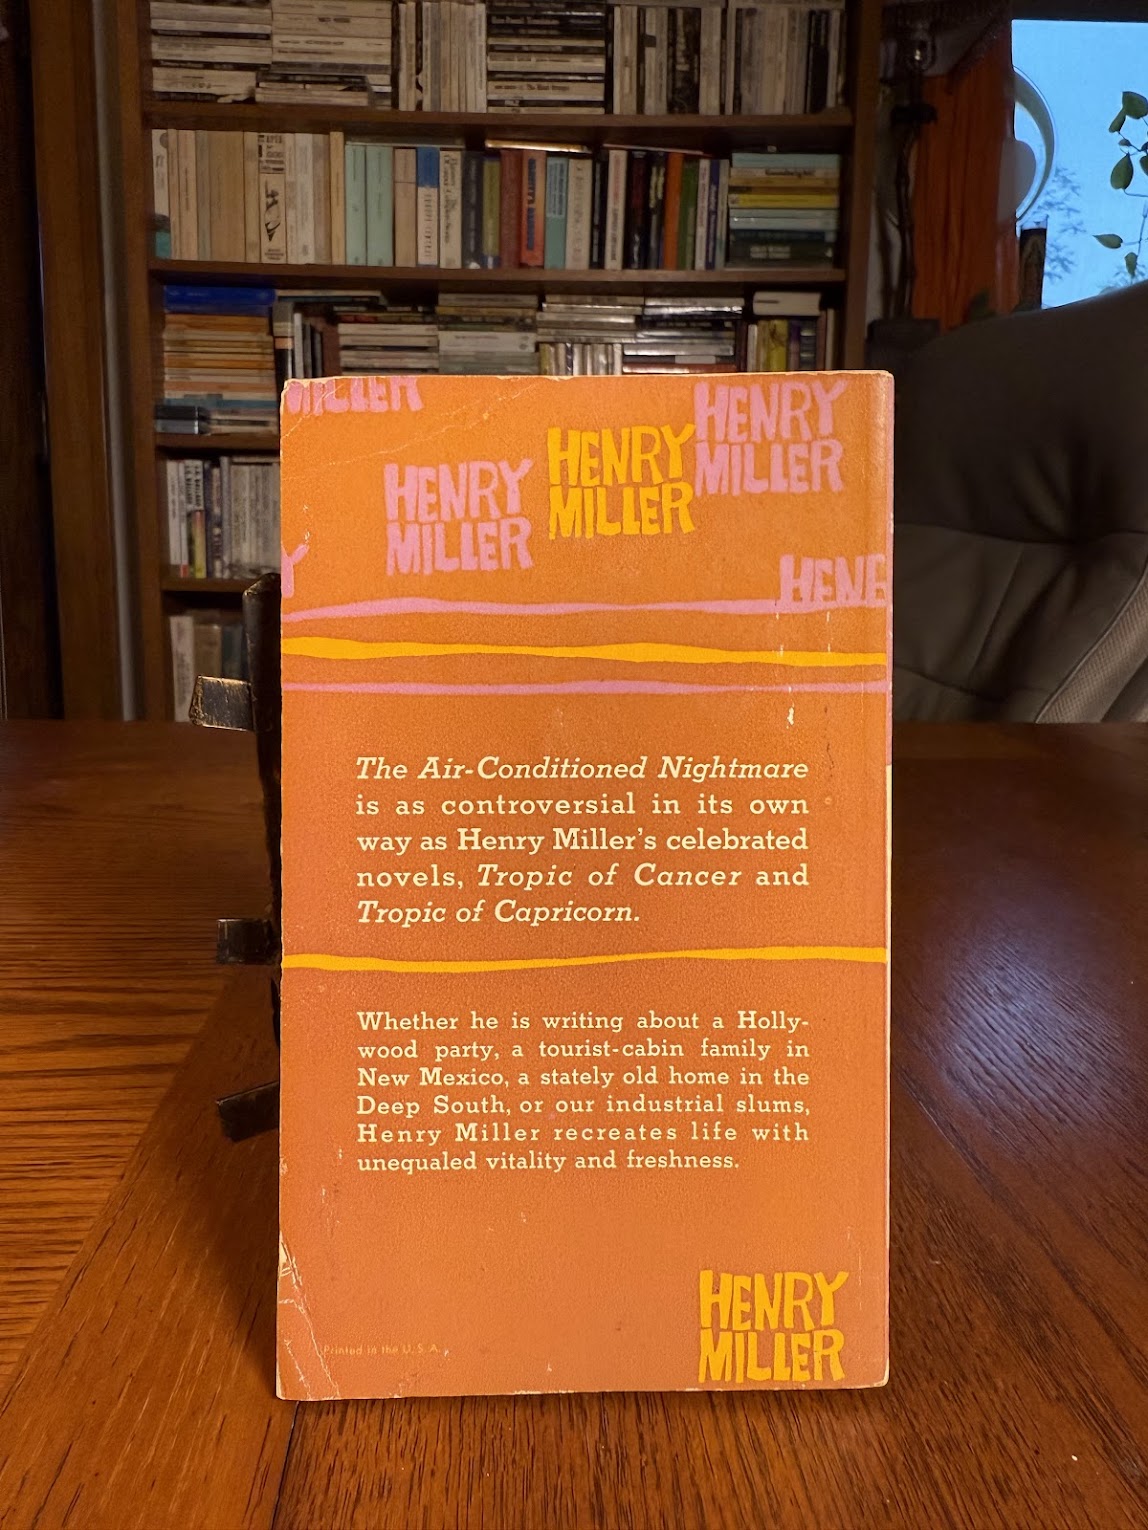 MILLER
HENRY
MILLER
HENRY
MILLER
HENRY
MILLER
Y
HENE
The Air-Conditioned Nightmare
is as controversial in its own
way as Henry Miller's celebrated
novels, Tropic of Cancer and
Tropic of Capricorn.
Whether he is writing about a Holly-
wood party, a tourist-cabin family in
New Mexico, a stately old home in the
Deep South, or our industrial slums,
Henry Miller recreates life with
unequaled vitality and freshness.
HENRY
MILLER
Printed in the U. S. A.